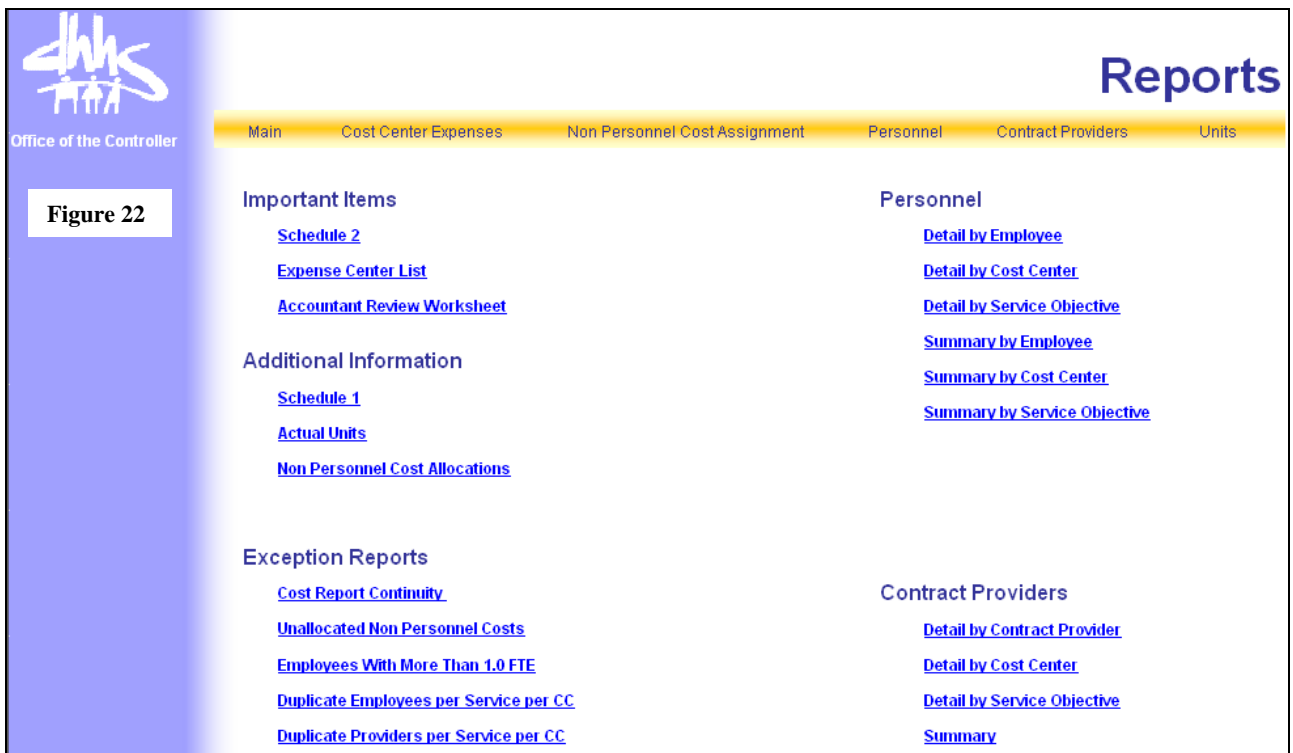 dhhs
Office of the Controller
Figure 22
Reports
Main Cost Center Expenses Non Personnel Cost Assignment Personnel Contract Providers Units
Important Items
Schedule 2
Expense Center List
Accountant Review Worksheet
Additional Information
Schedule 1
Actual Units
Non Personnel Cost Allocations
Exception Reports
Cost Report Continuity
Unallocated Non Personnel Costs
Employees With More Than 1.0 FTE
Duplicate Employees per Service per CC
Duplicate Providers per Service per CC
Personnel
Detail by Employee
Detail by Cost Center
Detail by Service Objective
Summary by Employee
Summary by Cost Center
Summary by Service Objective
Contract Providers
Detail by Contract Provider
Detail by Cost Center
Detail by Service Objective
Summary